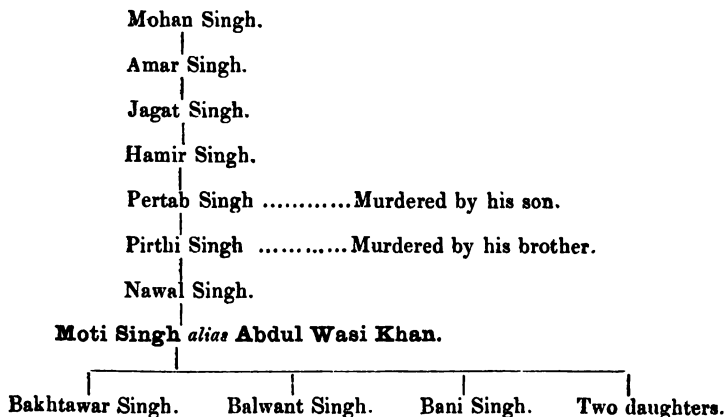 Mohan Singh.
Amar Singh.
Jagat Singh.
Hamir Singh.
Pertab Singh ............Murdered by his son.
Pirthi Singh ............Murdered by his brother.
Nawal Singh.
Moti Singh alias Abdul Wasi Khan.
Bakhtawar Singh. Balwant Singh. Bani Singh. Two daughters.